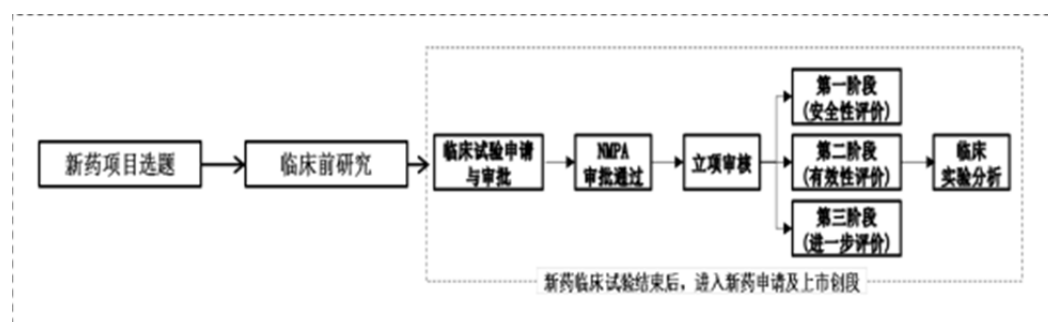 新药项目选题
临床前研究
临床试验申请
与审批
NMPA
审批通过
立项审核
第一阶段
(安全性评价)
第二阶段
(有效性评价)
第三阶段
(进一步评价)
临床
实验分析
新药临床试验结束后，进入新药申请及上市创段